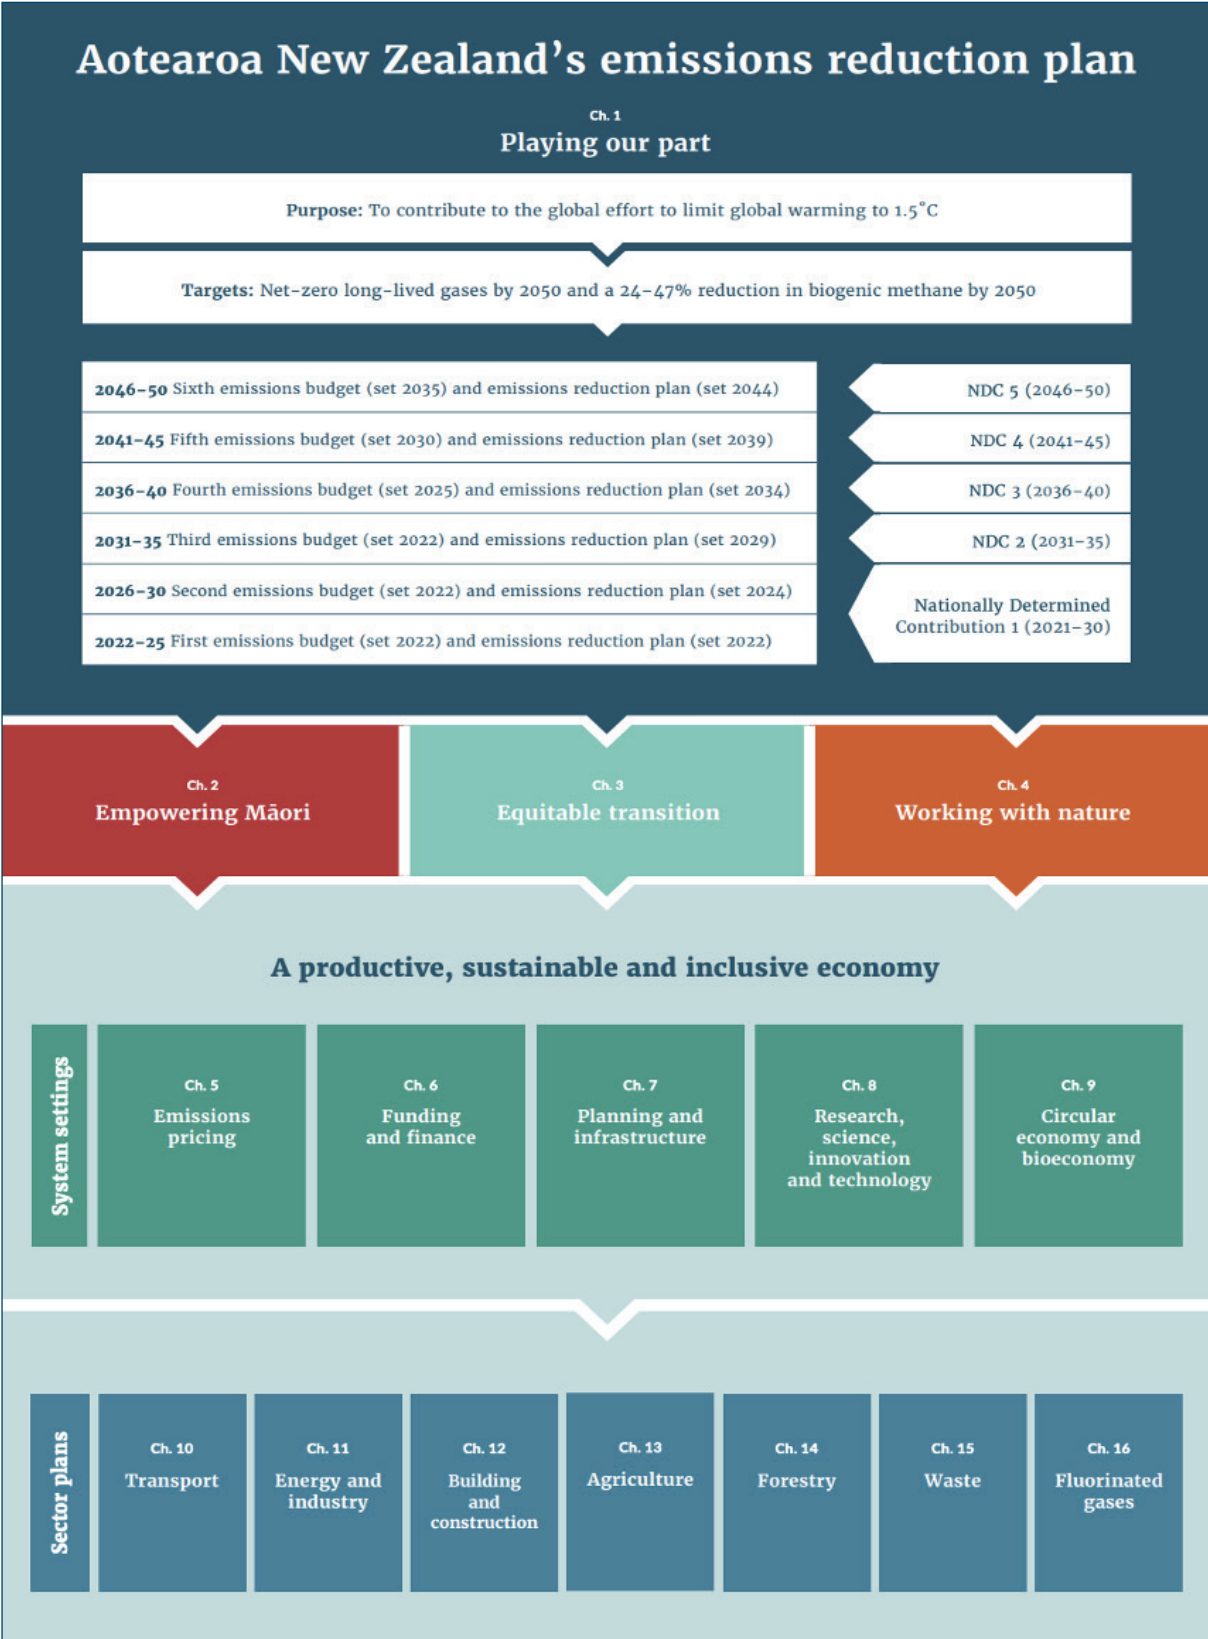 Aotearoa New Zealand's emissions reduction plan
Ch. 1
Playing our part
Purpose: To contribute to the global effort to limit global warming to 1.5˚C
Targets: Net-zero long-lived gases by 2050 and a 24–47% reduction in biogenic methane by 2050
2046–50 Sixth emissions budget (set 2035) and emissions reduction plan (set 2044)
NDC 5 (2046–50)
2041–45 Fifth emissions budget (set 2030) and emissions reduction plan (set 2039)
NDC 4 (2041–45)
2036–40 Fourth emissions budget (set 2025) and emissions reduction plan (set 2034)
NDC 3 (2036–40)
2031–35 Third emissions budget (set 2022) and emissions reduction plan (set 2029)
NDC 2 (2031–35)
2026–30 Second emissions budget (set 2022) and emissions reduction plan (set 2024)
2022–25 First emissions budget (set 2022) and emissions reduction plan (set 2022)
Nationally Determined
Contribution 1 (2021–30)
Ch. 2
Empowering Māori
Ch. 3
Equitable transition
Ch. 4
Working with nature
A productive, sustainable and inclusive economy
System settings
Ch. 5
Emissions
pricing
Ch. 6
Funding
and finance
Ch. 7
Planning and
infrastructure
Ch. 8
Research,
science,
innovation
and technology
Ch. 9
Circular
economy and
bioeconomy
Sector plans
Ch. 10
Transport
Ch. 11
Energy and
industry
Ch. 12
Building
and
construction
Ch. 13
Agriculture
Ch. 14
Forestry
Ch. 15
Waste
Ch. 16
Fluorinated
gases